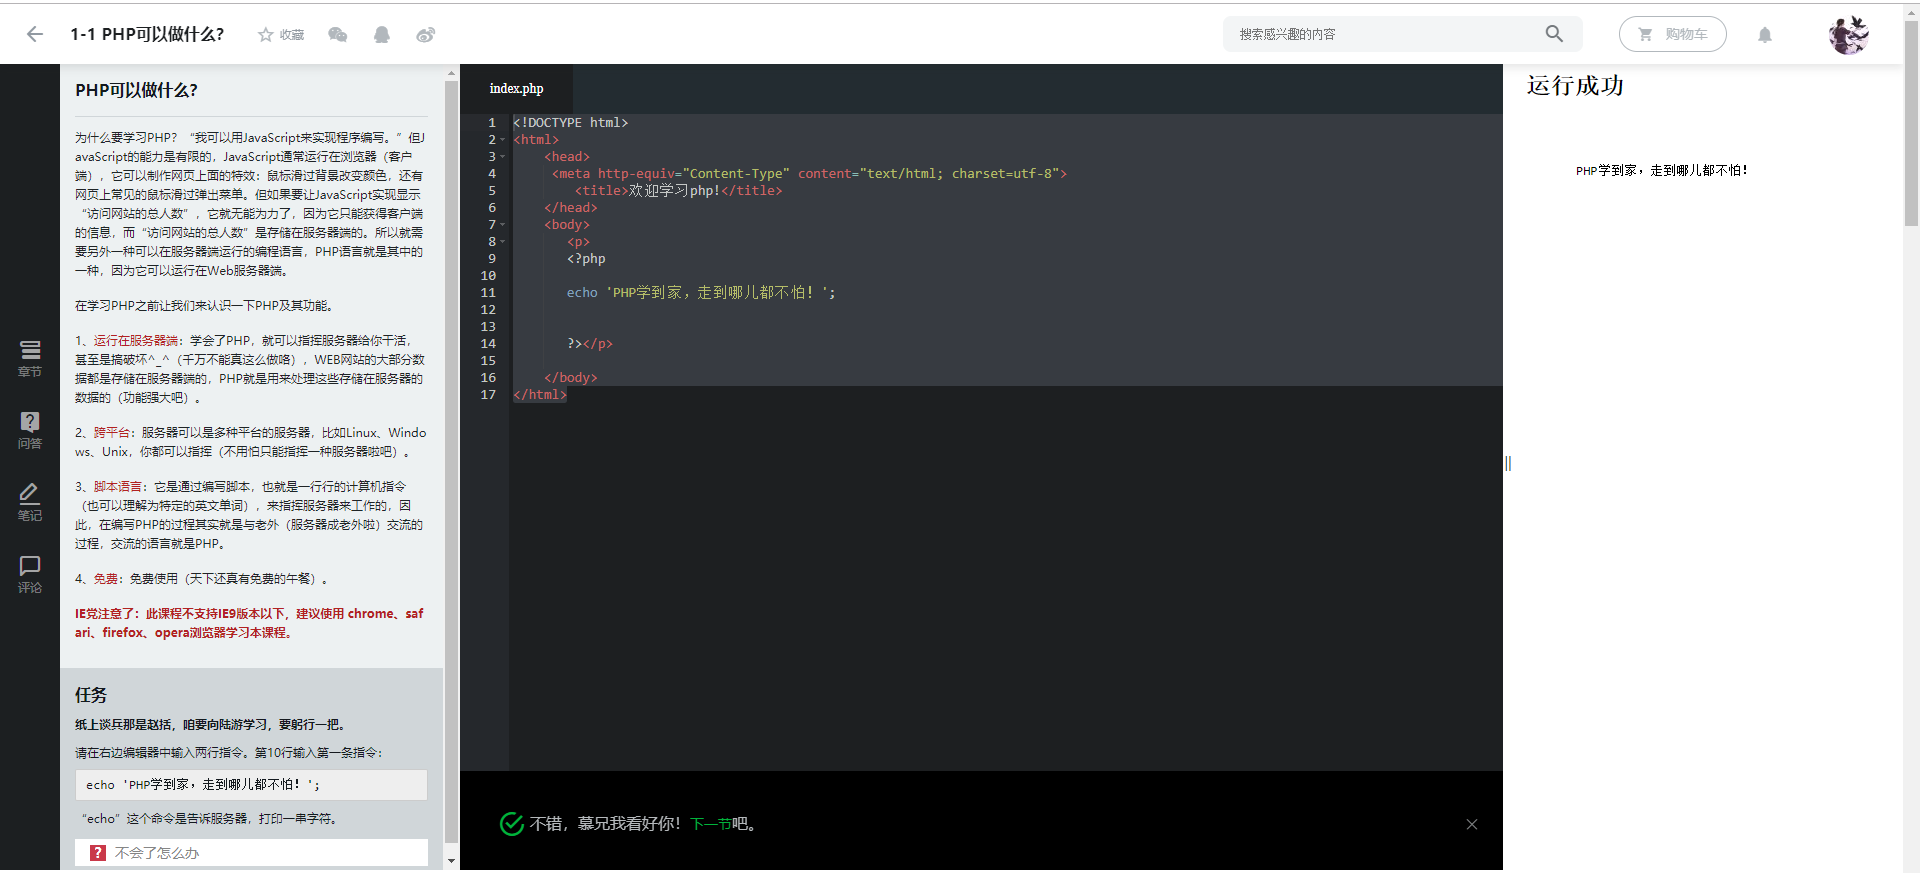 1-1 PHP可以做什么?
收藏
搜索感兴趣的内容
购物车
章节
问答
笔记
评论
PHP可以做什么?
为什么要学习PHP? “我可以用JavaScript来实现程序编写。”但J
avaScript的能力是有限的，JavaScript通常运行在浏览器（客户
端），它可以制作网页上面的特效：鼠标滑过背景改变颜色，还有
网页上常见的鼠标滑过弹出菜单。但如果要让JavaScript实现显示
“访问网站的总人数”，它就无能为力了，因为它只能获得客户端
的信息，而“访问网站的总人数”是存储在服务器端的。所以就需
要另外一种可以在服务器端运行的编程语言，PHP语言就是其中的
一种，因为它可以运行在Web服务器端。
在学习PHP之前让我们来认识一下PHP及其功能。
1、运行在服务器端：学会了PHP，就可以指挥服务器给你干活，
甚至是搞破坏^_^（千万不能真这么做咯），WEB网站的大部分数
据都是存储在服务器端的，PHP就是用来处理这些存储在服务器的
数据的（功能强大吧）。
2、跨平台：服务器可以是多种平台的服务器，比如Linux、Windo
ws、Unix，你都可以指挥（不用怕只能指挥一种服务器啦吧）。
3、脚本语言：它是通过编写脚本，也就是一行行的计算机指令
（也可以理解为特定的英文单词），来指挥服务器来工作的，因
此，在编写PHP的过程其实就是与老外（服务器成老外啦）交流的
过程，交流的语言就是PHP。
4、免费：免费使用（天下还真有免费的午餐）。
IE党注意了：此课程不支持IE9版本以下，建议使用 chrome、saf
ari、firefox、opera浏览器学习本课程。
任务
纸上谈兵那是赵括，咱要向陆游学习，要躬行一把。
请在右边编辑器中输入两行指令。第10行输入第一条指令：
echo 'PHP学到家，走到哪儿都不怕！';
“echo”这个命令是告诉服务器，打印一串字符。
? 不会了怎么办
index.php
1 <!DOCTYPE html>
2 <html>
3 <head>
4 <meta http-equiv="Content-Type" content="text/html; charset=utf-8">
5 <title>欢迎学习php!</title>
6 </head>
7 <body>
8 <p>
9 <?php
10
11 echo 'PHP学到家，走到哪儿都不怕！';
12
13
14 ?></p>
15
16 </body>
17 </html>
不错，慕兄我看好你！下一节吧。
运行成功
PHP学到家，走到哪儿都不怕！